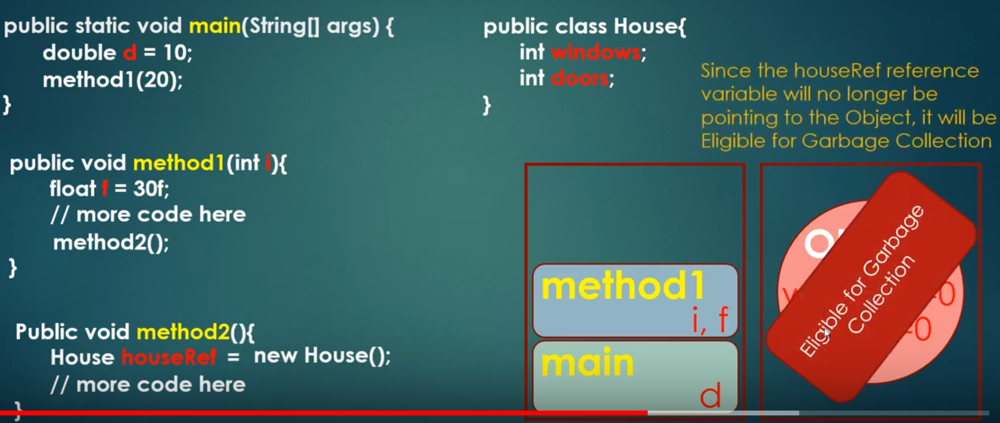 public static void main(String[] args) {
double d = 10;
method1(20);
}
public void method1(int i){
float f = 30f;
// more code here
method2();
}
Public void method2(){
House houseRef = new House();
// more code here
}
public class House{
int windows;
int doors;
}
Since the houseRef reference
variable will no longer be
pointing to the Object, it will be
Eligible for Garbage Collection
method1
i, f
main
d
Eligible for Garbage
Collection